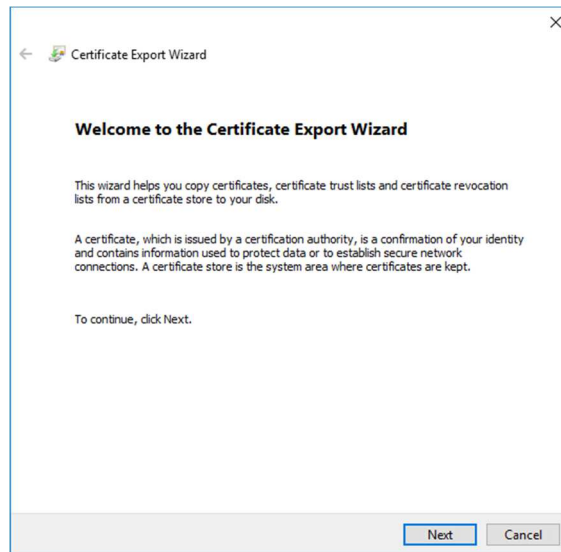 Certificate Export Wizard
Welcome to the Certificate Export Wizard
This wizard helps you copy certificates, certificate trust lists and certificate revocation
lists from a certificate store to your disk.
A certificate, which is issued by a certification authority, is a confirmation of your identity
and contains information used to protect data or to establish secure network
connections. A certificate store is the system area where certificates are kept.
To continue, click Next.
Next Cancel